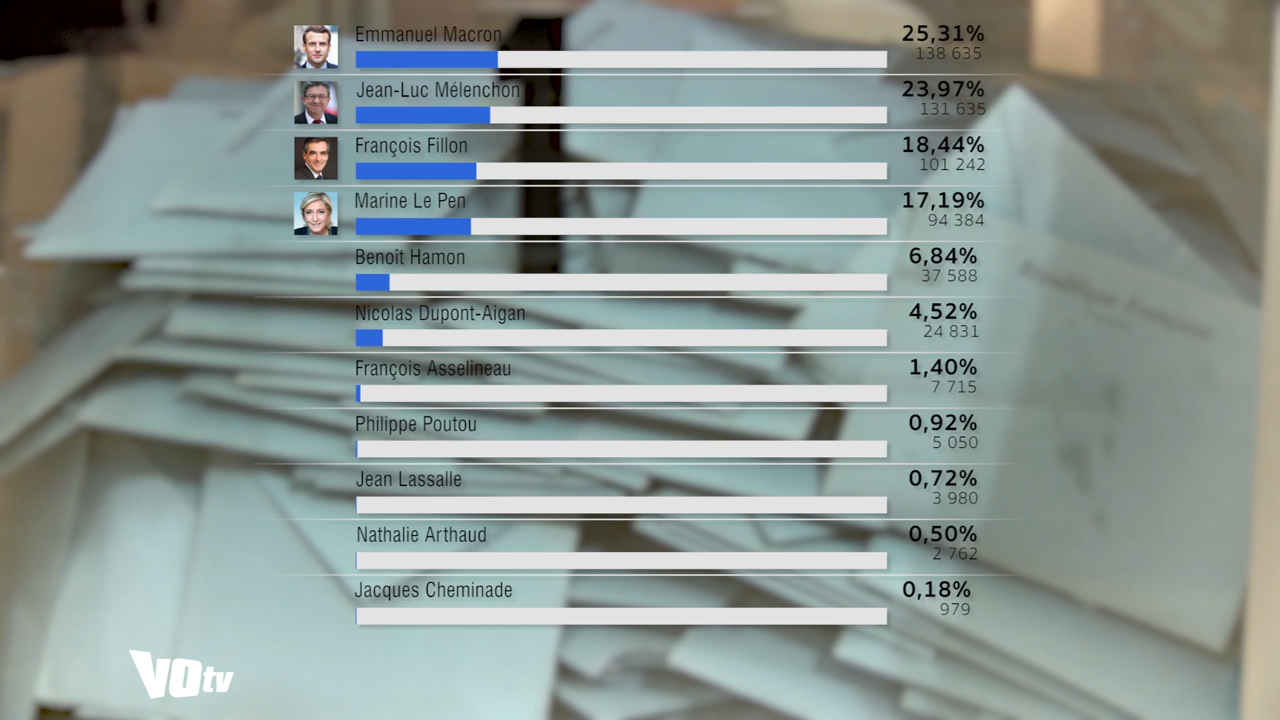 Emmanuel Macron
25,31%
138 635
Jean-Luc Mélenchon
23,97%
131 635
François Fillon
18,44%
101 242
Marine Le Pen
17,19%
94 384
Benoît Hamon
6,84%
37 588
Nicolas Dupont-Aigan
4,52%
24 831
François Asselineau
1,40%
7 715
Philippe Poutou
0,92%
5 050
Jean Lassalle
0,72%
3 980
Nathalie Arthaud
0,50%
2 762
Jacques Cheminade
0,18%
979
VOtv